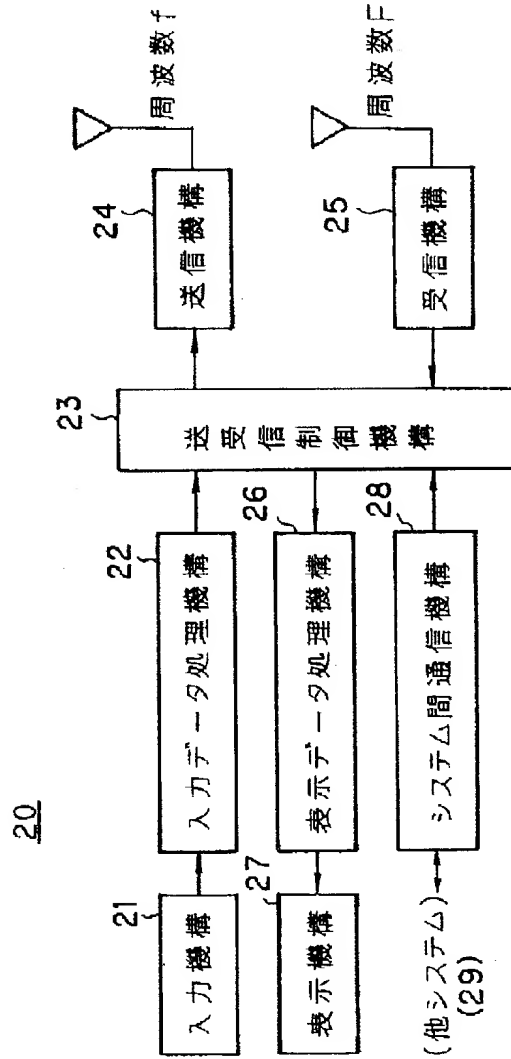 20
21
入力機構
22
入力データ処理機構
23
送受信制御機構
24
送信機構
周波数f
26
表示データ処理機構
27
表示機構
25
受信機構
周波数F
28
システム間通信機構
(他システム)
(29)